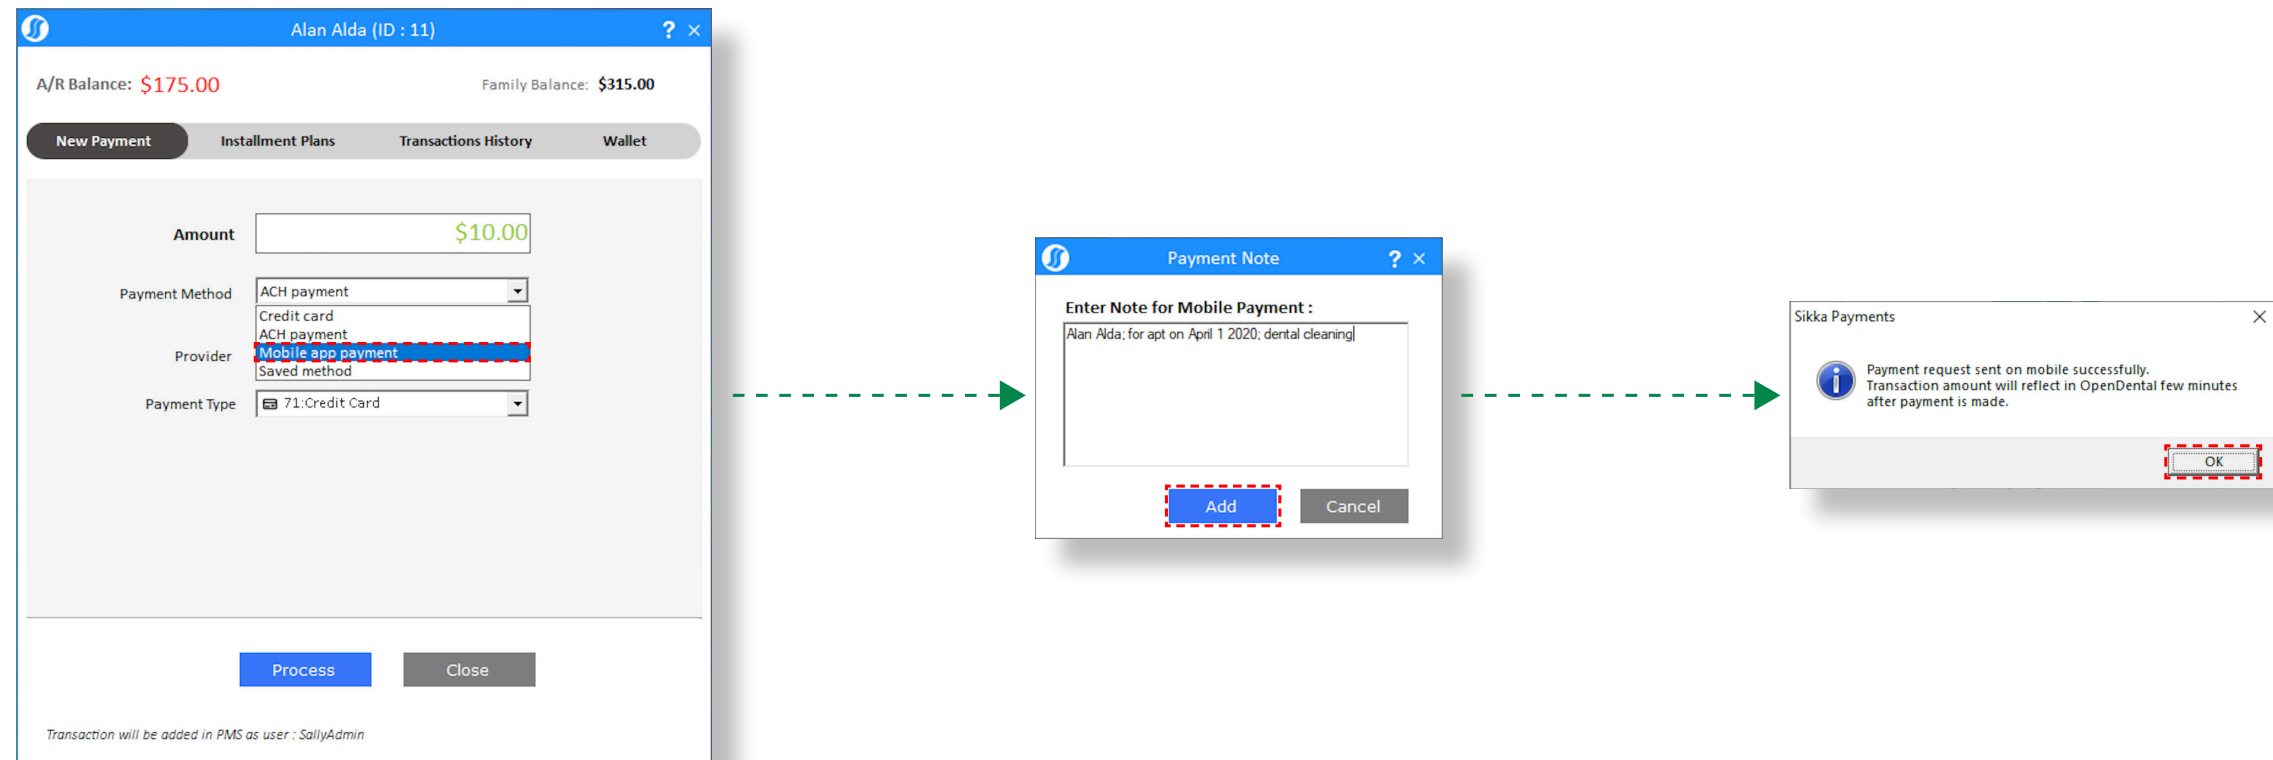 Alan Alda (ID : 11)
? ×
A/R Balance: $175.00
Family Balance: $315.00
New Payment
Installment Plans
Transactions History
Wallet
Amount
$10.00
Payment Method
ACH payment
Credit card
ACH payment
Mobile app payment
Saved method
Provider
Payment Type
71:Credit Card
Process
Close
Transaction will be added in PMS as user : SallyAdmin
Payment Note
? ×
Enter Note for Mobile Payment :
Alan Alda; for apt on April 1 2020; dental cleaning
Add
Cancel
Sikka Payments
Payment request sent on mobile successfully.
Transaction amount will reflect in OpenDental few minutes
after payment is made.
OK